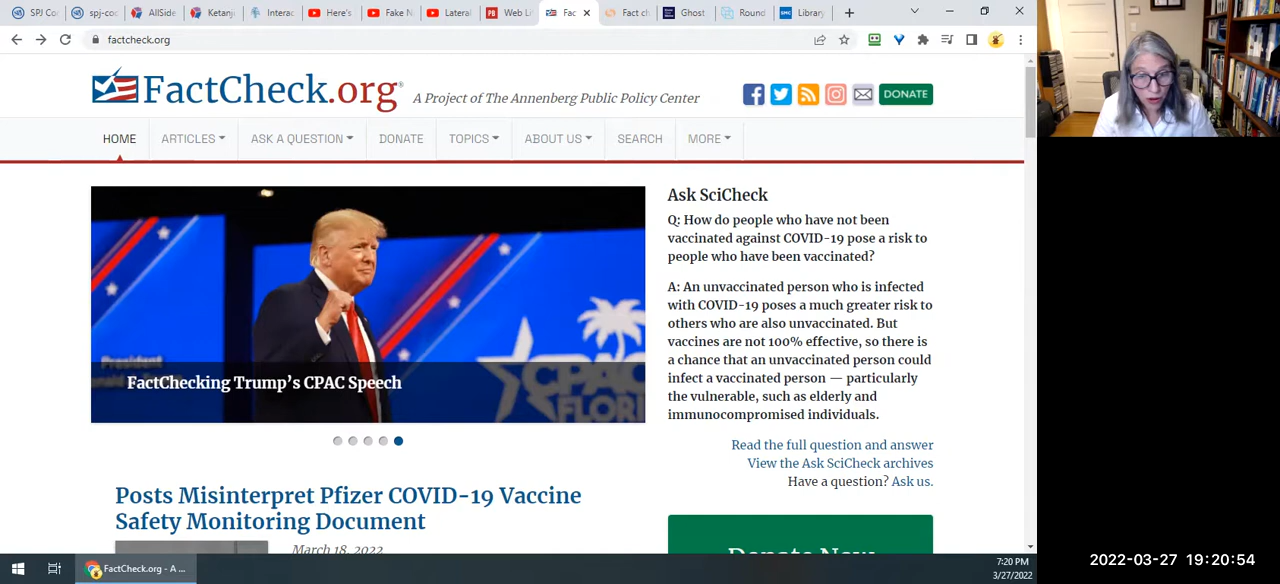 SPJ Co
spj-coc
AllSide
Ketanji
Interac
Here's
Fake N
Lateral
Web Li
Fac
Fact ch
Ghost
Round
Library
factcheck.org
FactCheck.org®
A Project of The Annenberg Public Policy Center
DONATE
HOME
ARTICLES
ASK A QUESTION
DONATE
TOPICS
ABOUT US
SEARCH
MORE
President
CPAC
FLORI
FactChecking Trump's CPAC Speech
Posts Misinterpret Pfizer COVID-19 Vaccine
Safety Monitoring Document
March 18, 2022
Ask SciCheck
Q: How do people who have not been
vaccinated against COVID-19 pose a risk to
people who have been vaccinated?
A: An unvaccinated person who is infected
with COVID-19 poses a much greater risk to
others who are also unvaccinated. But
vaccines are not 100% effective, so there is
a chance that an unvaccinated person could
infect a vaccinated person — particularly
the vulnerable, such as elderly and
immunocompromised individuals.
Read the full question and answer
View the Ask SciCheck archives
Have a question? Ask us.
Donate Now
FactCheck.org - A ...
7:20 PM
3/27/2022
2022-03-27 19:20:54